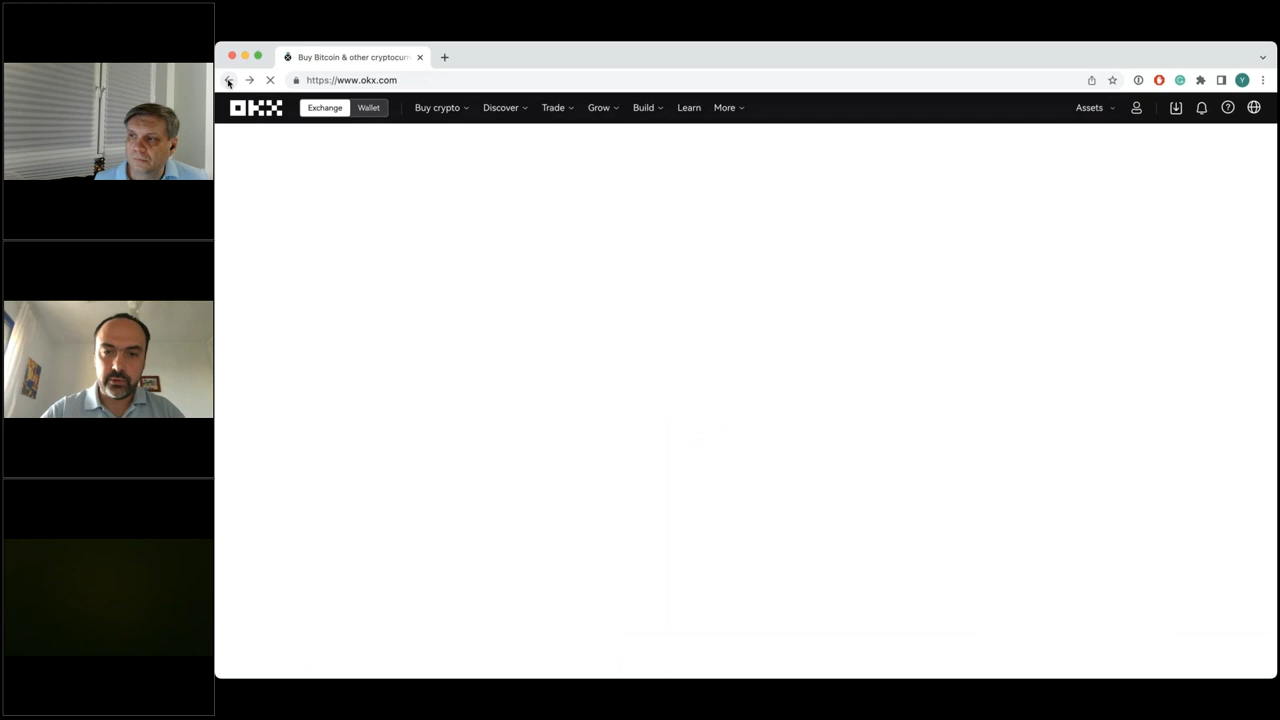 Buy Bitcoin & other cryptocurr
https://www.okx.com
OKX Exchange Wallet Buy crypto Discover Trade Grow Build Learn More Assets
Y